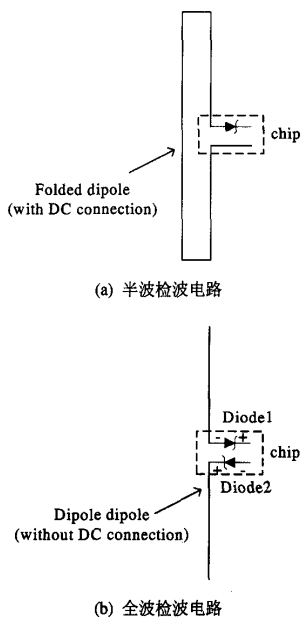 chip
Folded dipole
(with DC connection)
(a) 半波检波电路
Diode1
- +
chip
+ -
Diode2
Dipole dipole
(without DC connection)
(b) 全波检波电路